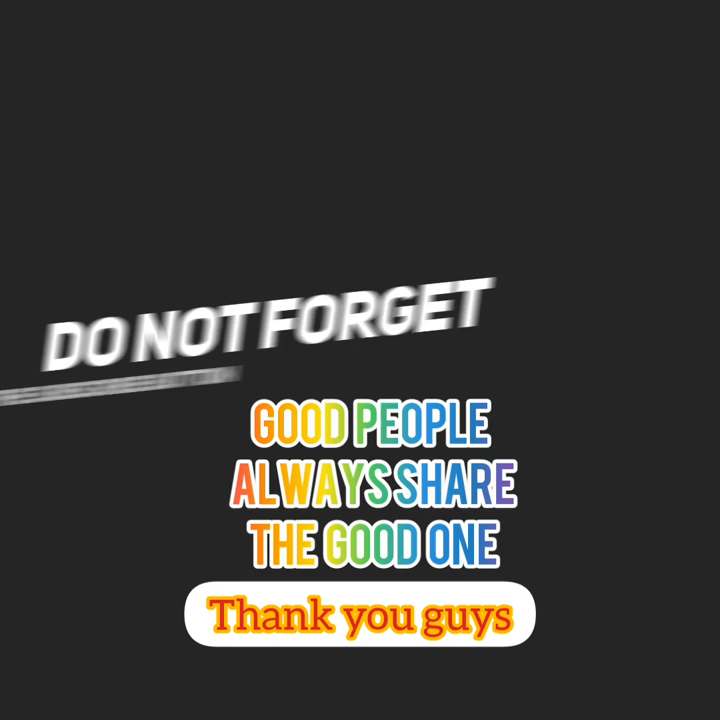 DO NOT FORGET
GOOD PEOPLE
ALWAYS SHARE
THE GOOD ONE
Thank you guys